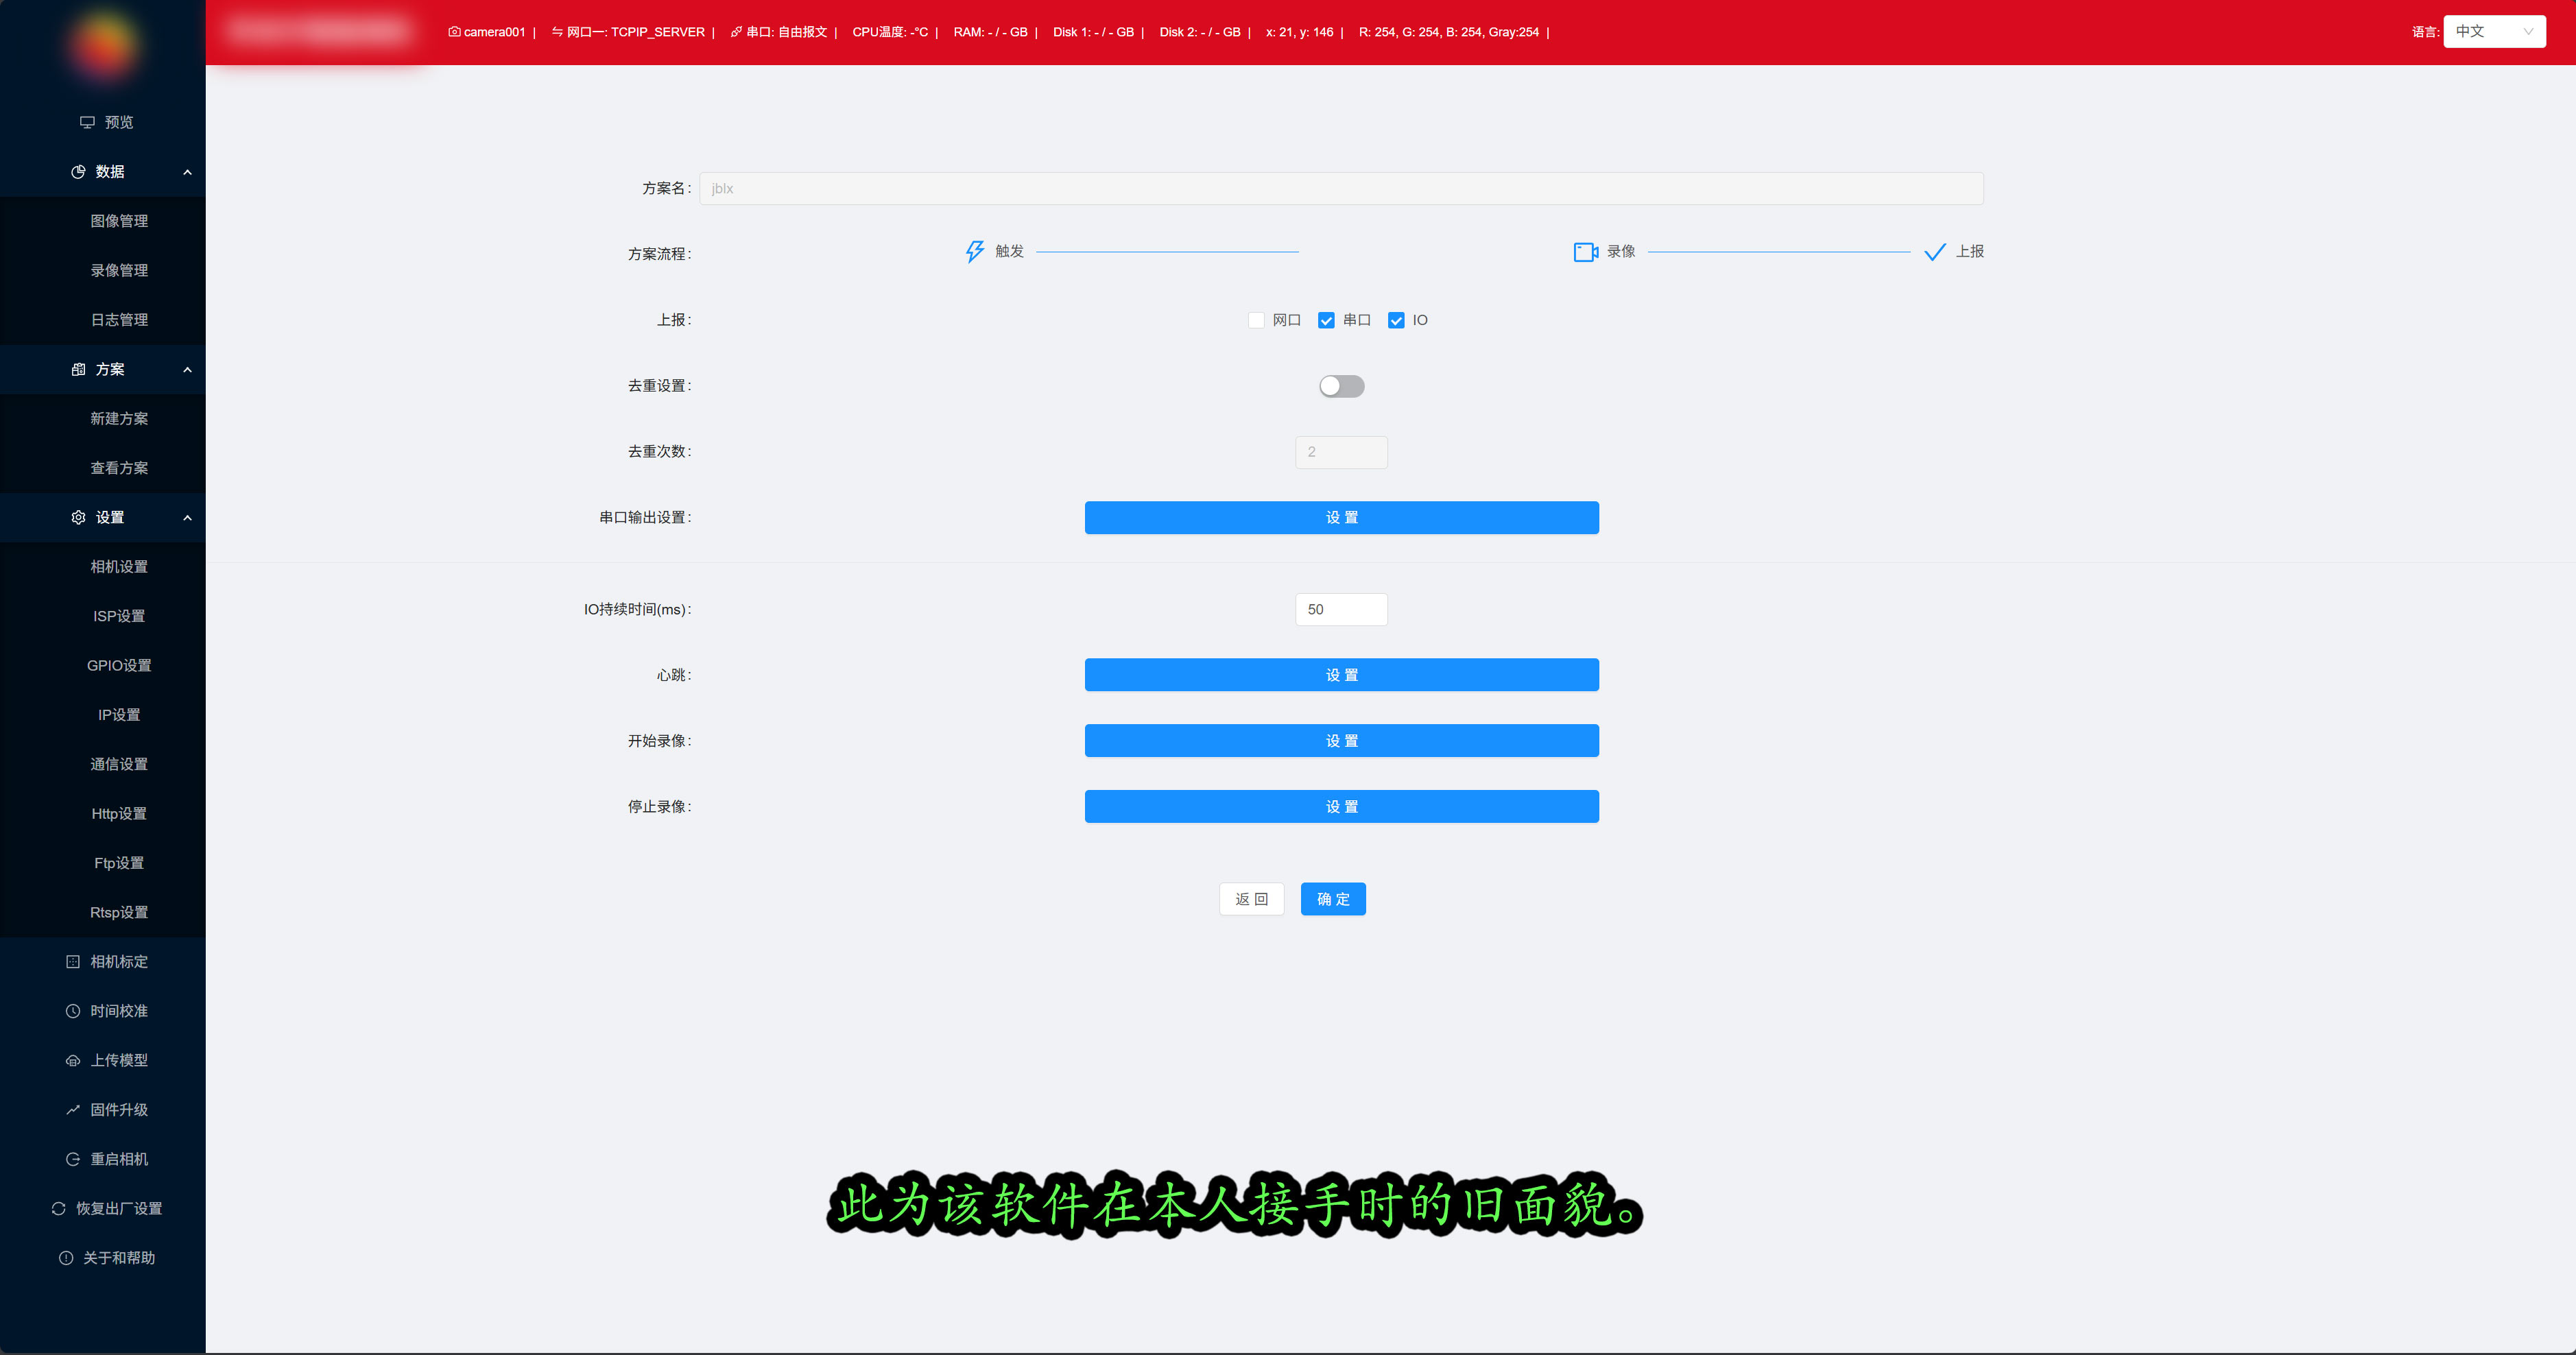 camera001 | 网口一: TCPIP_SERVER | 串口: 自由报文 | CPU温度: -°C | RAM: - / - GB | Disk 1: - / - GB | Disk 2: - / - GB | x: 21, y: 146 | R: 254, G: 254, B: 254, Gray:254 |
语言: 中文
预览
数据
图像管理
录像管理
日志管理
方案
新建方案
查看方案
设置
相机设置
ISP设置
GPIO设置
IP设置
通信设置
Http设置
Ftp设置
Rtsp设置
相机标定
时间校准
上传模型
固件升级
重启相机
恢复出厂设置
关于和帮助
方案名: jblx
方案流程: 触发 录像 上报
上报: 网口 串口 IO
去重设置:
去重次数: 2
串口输出设置: 设 置
IO持续时间(ms): 50
心跳: 设 置
开始录像: 设 置
停止录像: 设 置
返 回 确 定
此为该软件在本人接手时的旧面貌。